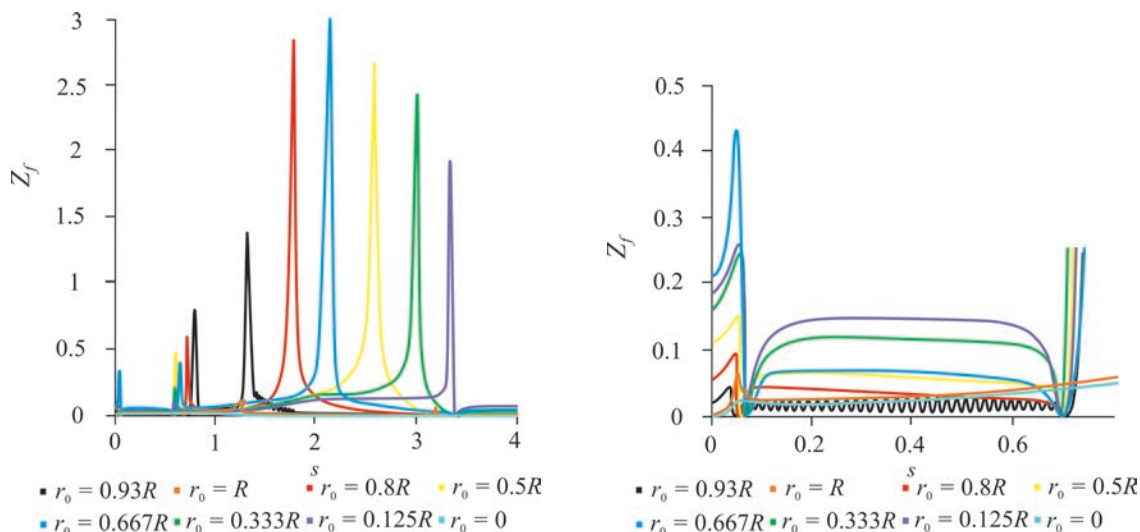 3
2.5
2
1.5
1
0.5
0
Z_f
0 1 2 3 4
s
r₀ = 0.93R r₀ = R r₀ = 0.8R r₀ = 0.5R
r₀ = 0.667R r₀ = 0.333R r₀ = 0.125R r₀ = 0
0.5
0.4
0.3
0.2
0.1
0
Z_f
0 0.2 0.4 0.6
s
r₀ = 0.93R r₀ = R r₀ = 0.8R r₀ = 0.5R
r₀ = 0.667R r₀ = 0.333R r₀ = 0.125R r₀ = 0